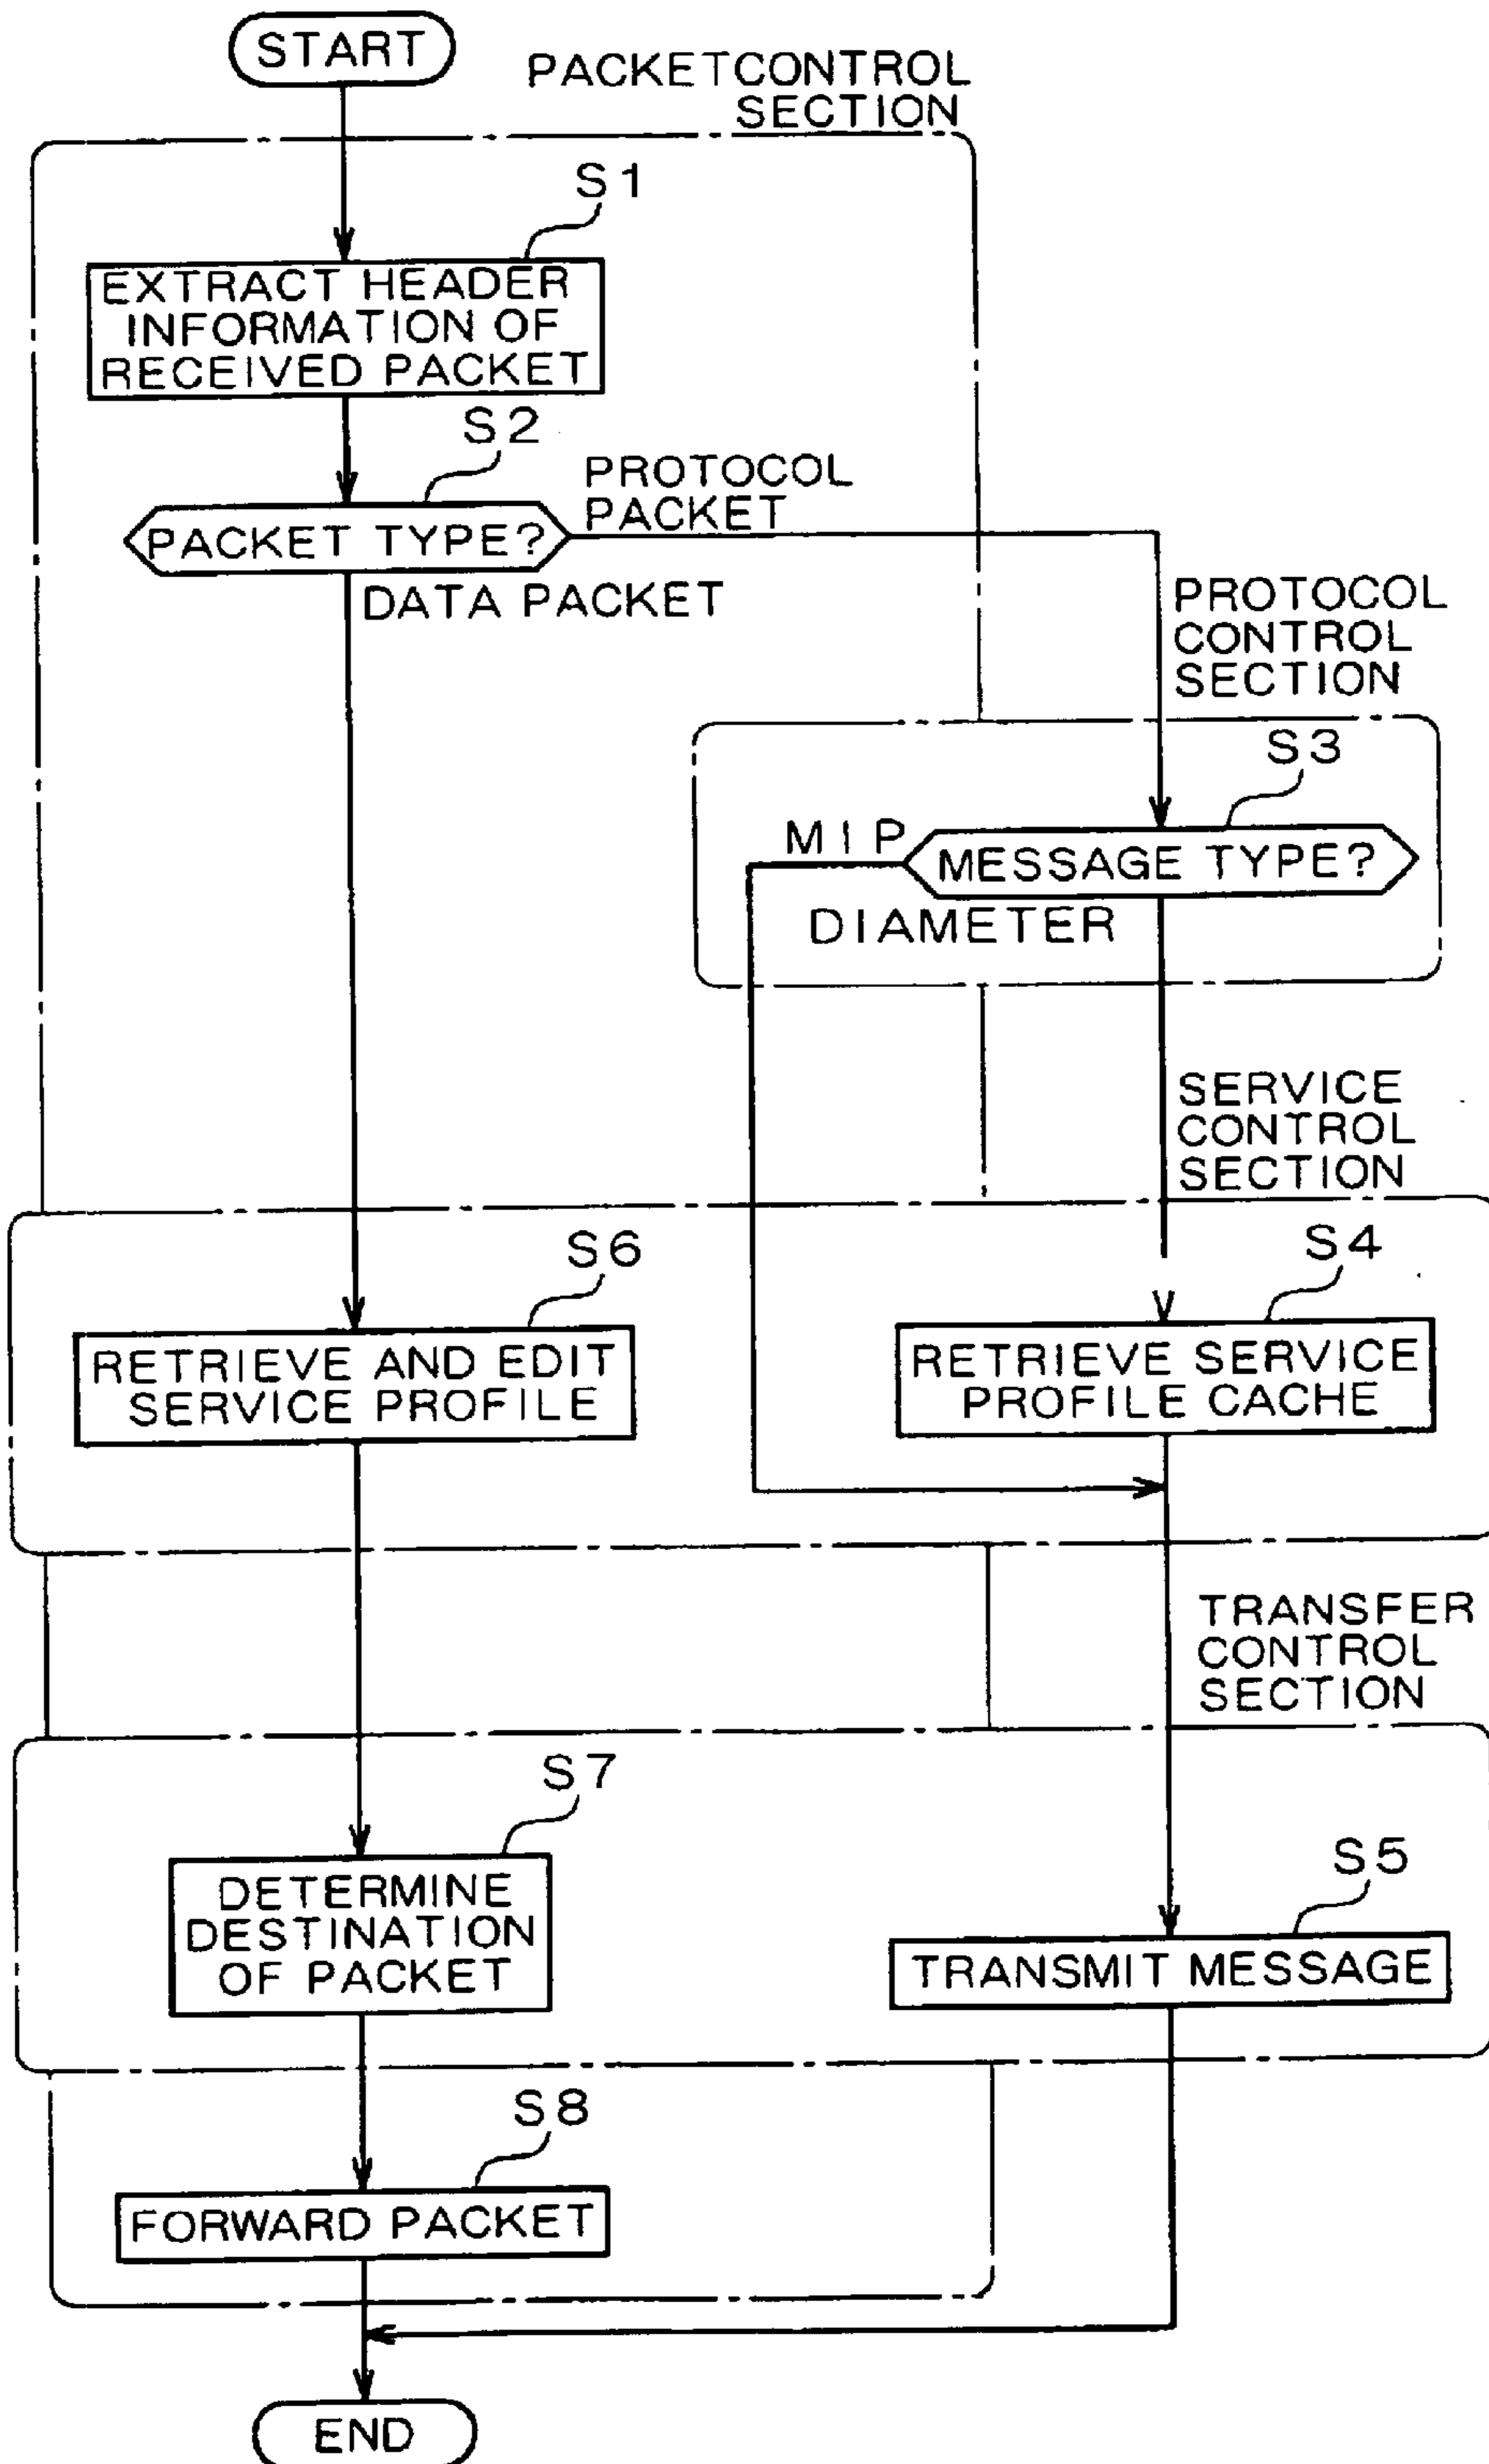 START
PACKETCONTROL
SECTION
S1
EXTRACT HEADER
INFORMATION OF
RECEIVED PACKET
S2
PROTOCOL
PACKET
PACKET TYPE?
DATA PACKET
PROTOCOL
CONTROL
SECTION
S3
MIP
MESSAGE TYPE?
DIAMETER
SERVICE
CONTROL
SECTION
S6
S4
RETRIEVE AND EDIT
SERVICE PROFILE
RETRIEVE SERVICE
PROFILE CACHE
TRANSFER
CONTROL
SECTION
S7
DETERMINE
DESTINATION
OF PACKET
S5
TRANSMIT MESSAGE
S8
FORWARD PACKET
END